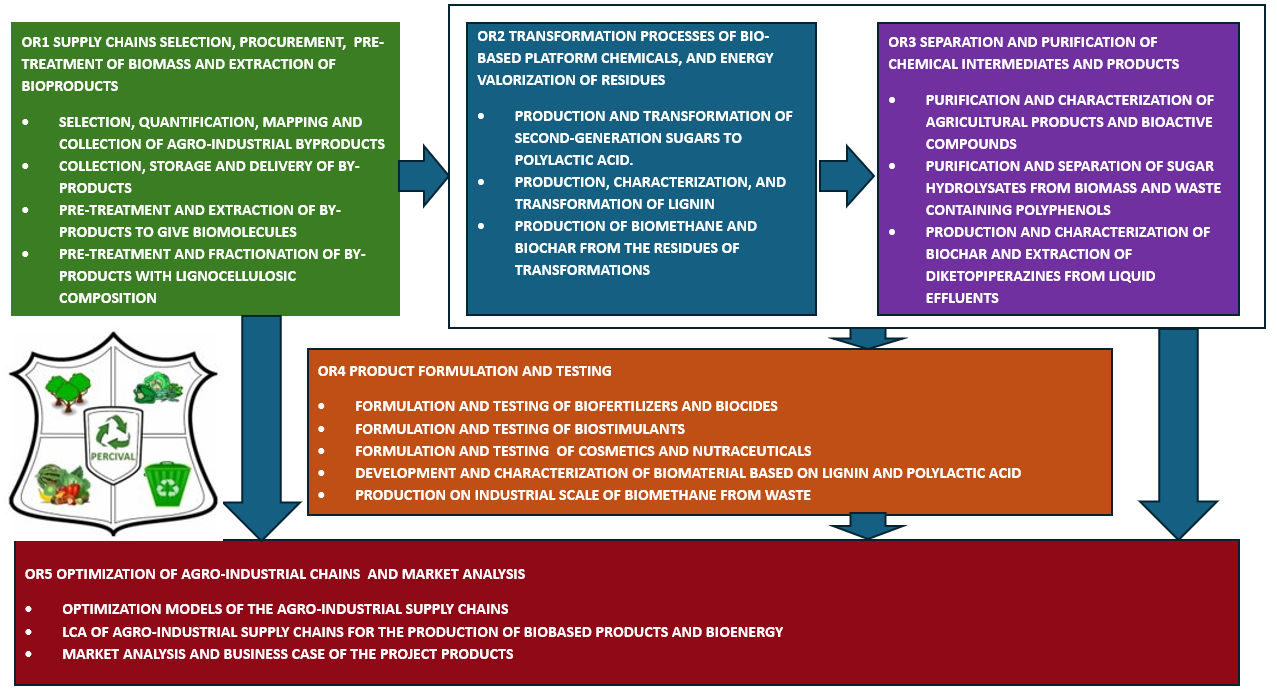 OR1 SUPPLY CHAINS SELECTION, PROCUREMENT, PRE-
TREATMENT OF BIOMASS AND EXTRACTION OF
BIOPRODUCTS
• SELECTION, QUANTIFICATION, MAPPING AND
COLLECTION OF AGRO-INDUSTRIAL BYPRODUCTS
• COLLECTION, STORAGE AND DELIVERY OF BY-
PRODUCTS
• PRE-TREATMENT AND EXTRACTION OF BY-
PRODUCTS TO GIVE BIOMOLECULES
• PRE-TREATMENT AND FRACTIONATION OF BY-
PRODUCTS WITH LIGNOCELLULOSIC
COMPOSITION
OR2 TRANSFORMATION PROCESSES OF BIO-
BASED PLATFORM CHEMICALS, AND ENERGY
VALORIZATION OF RESIDUES
• PRODUCTION AND TRANSFORMATION OF
SECOND-GENERATION SUGARS TO
POLYLACTIC ACID.
• PRODUCTION, CHARACTERIZATION, AND
TRANSFORMATION OF LIGNIN
• PRODUCTION OF BIOMETHANE AND
BIOCHAR FROM THE RESIDUES OF
TRANSFORMATIONS
OR3 SEPARATION AND PURIFICATION OF
CHEMICAL INTERMEDIATES AND PRODUCTS
• PURIFICATION AND CHARACTERIZATION OF
AGRICULTURAL PRODUCTS AND BIOACTIVE
COMPOUNDS
• PURIFICATION AND SEPARATION OF SUGAR
HYDROLYSATES FROM BIOMASS AND WASTE
CONTAINING POLYPHENOLS
• PRODUCTION AND CHARACTERIZATION OF
BIOCHAR AND EXTRACTION OF
DIKETOPIPERAZINES FROM LIQUID
EFFLUENTS
PERCIVAL
OR4 PRODUCT FORMULATION AND TESTING
• FORMULATION AND TESTING OF BIOFERTILIZERS AND BIOCIDES
• FORMULATION AND TESTING OF BIOSTIMULANTS
• FORMULATION AND TESTING OF COSMETICS AND NUTRACEUTICALS
• DEVELOPMENT AND CHARACTERIZATION OF BIOMATERIAL BASED ON LIGNIN AND POLYLACTIC ACID
• PRODUCTION ON INDUSTRIAL SCALE OF BIOMETHANE FROM WASTE
OR5 OPTIMIZATION OF AGRO-INDUSTRIAL CHAINS AND MARKET ANALYSIS
• OPTIMIZATION MODELS OF THE AGRO-INDUSTRIAL SUPPLY CHAINS
• LCA OF AGRO-INDUSTRIAL SUPPLY CHAINS FOR THE PRODUCTION OF BIOBASED PRODUCTS AND BIOENERGY
• MARKET ANALYSIS AND BUSINESS CASE OF THE PROJECT PRODUCTS